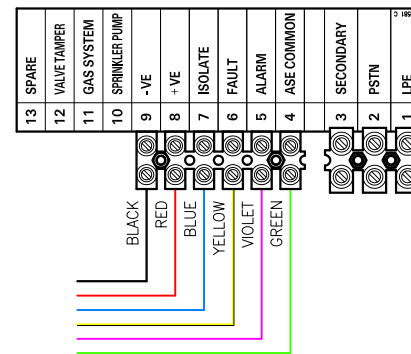 13 SPARE
12 VALVE TAMPER
11 GAS SYSTEM
10 SPRINKLER PUMP
9 -VE
8 +VE
7 ISOLATE
6 FAULT
5 ALARM
4 ASE COMMON
3 SECONDARY
2 PSTN
1 LPE
BLACK
RED
BLUE
YELLOW
VIOLET
GREEN